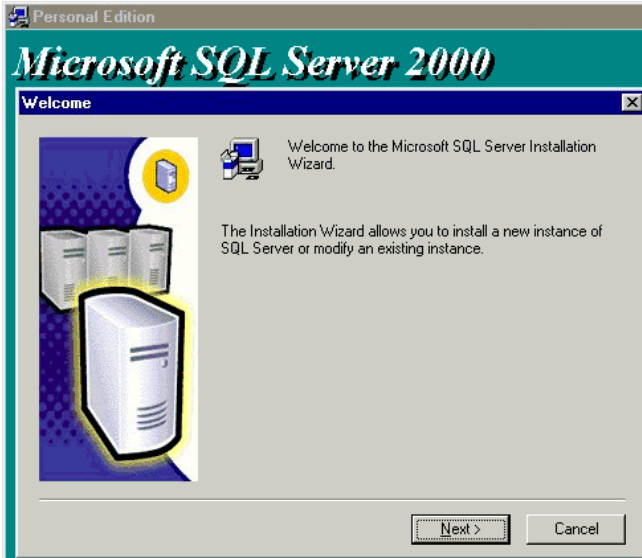 Personal Edition
Microsoft SQL Server 2000
Welcome
Welcome to the Microsoft SQL Server Installation
Wizard.
The Installation Wizard allows you to install a new instance of
SQL Server or modify an existing instance.
Next >
Cancel